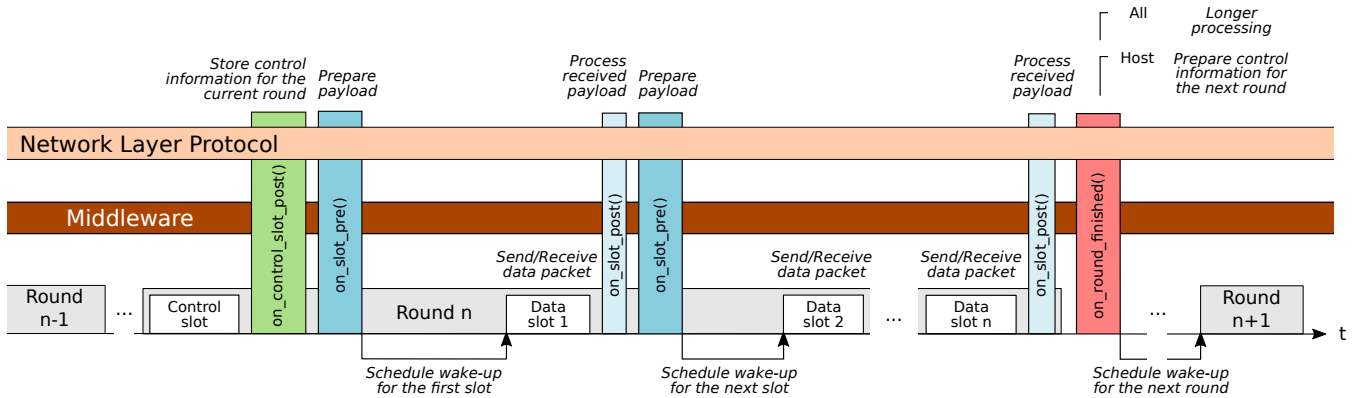 All
Longer
processing
Host
Prepare control
information for
the next round
Store control
information for the
current round
Prepare
payload
Process
received
payload
Prepare
payload
Process
received
payload
Network Layer Protocol
Middleware
on_control_slot_post()
on_slot_pre()
on_slot_post()
on_slot_pre()
on_slot_post()
on_round_finished()
Send/Receive
data packet
Send/Receive
data packet
Send/Receive
data packet
Round
n-1
...
Control
slot
Round n
Data
slot 1
Data
slot 2
...
Data
slot n
...
Round
n+1
t
Schedule wake-up
for the first slot
Schedule wake-up
for the next slot
Schedule wake-up
for the next round